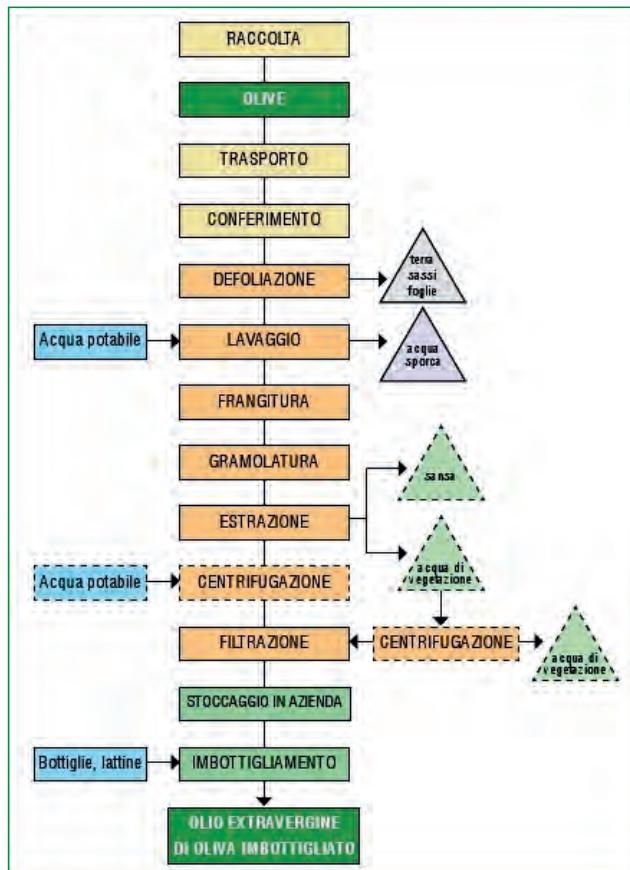 RACCOLTA
OLIVE
TRASPORTO
CONFERIMENTO
DEFOLIAZIONE
terra
sassi
foglie
Acqua potabile
LAVAGGIO
acqua
sporca
FRANGITURA
GRAMOLATURA
sansa
ESTRAZIONE
acqua di
vegetazione
Acqua potabile
CENTRIFUGAZIONE
FILTRAZIONE
CENTRIFUGAZIONE
acqua di
vegetazione
STOCCAGGIO IN AZIENDA
Bottiglie, lattine
IMBOTTIGLIAMENTO
OLIO EXTRAVERGINE
DI OLIVA IMBOTTIGLIATO